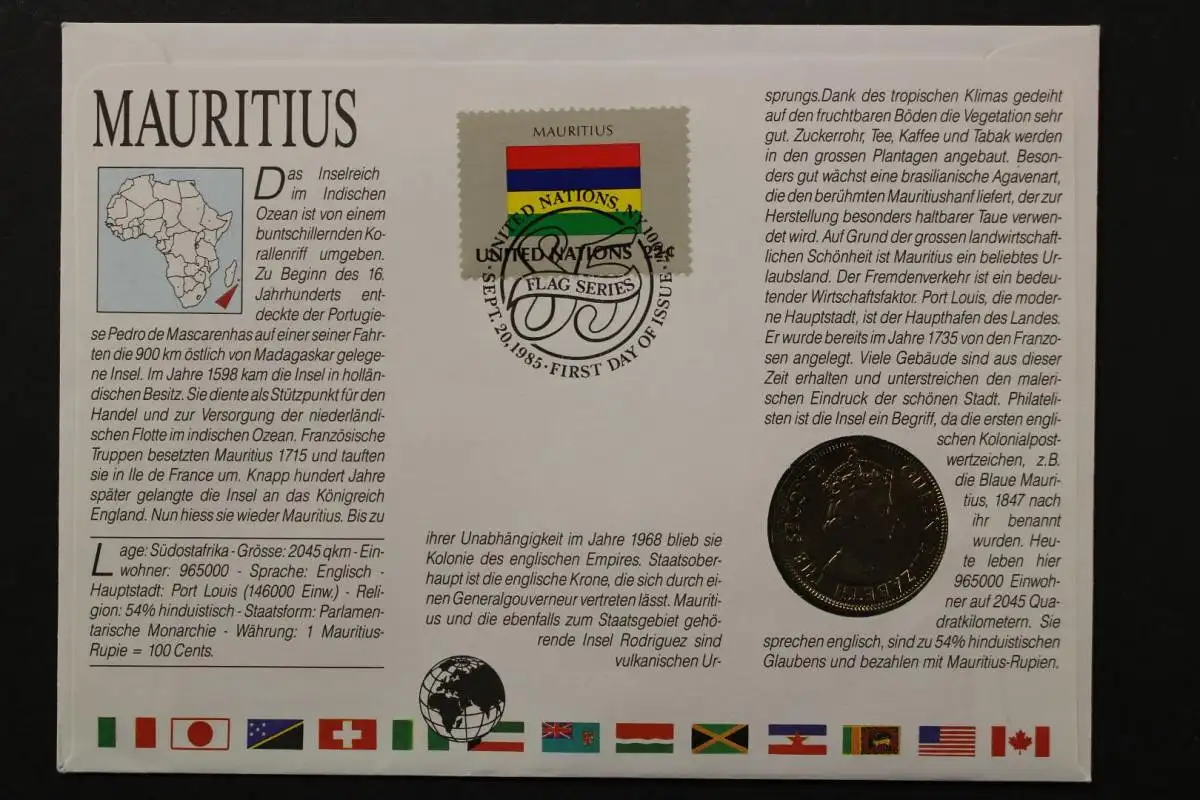 MAURITIUS
Das Inselreich
im Indischen
Ozean ist von einem
buntschillernden Ko-
rallenriff umgeben.
Zu Beginn des 16.
Jahrhunderts ent-
deckte der Portugie-
se Pedro de Mascarenhas auf einer seiner Fahr-
ten die 900 km östlich von Madagaskar gelege-
ne Insel. Im Jahre 1598 kam die Insel in hollän-
dischen Besitz. Sie diente als Stützpunkt für den
Handel und zur Versorgung der niederländi-
schen Flotte im indischen Ozean. Französische
Truppen besetzten Mauritius 1715 und tauften
sie in Ile de France um. Knapp hundert Jahre
später gelangte die Insel an das Königreich
England. Nun hiess sie wieder Mauritius. Bis zu
Lage: Südostafrika - Grösse: 2045 qkm - Ein-
wohner: 965000 - Sprache: Englisch -
Hauptstadt: Port Louis (146000 Einw.) - Reli-
gion: 54% hinduistisch - Staatsform: Parlamen-
tarische Monarchie - Währung: 1 Mauritius-
Rupie = 100 Cents.
MAURITIUS
UNITED NATIONS 22¢
UNITED NATIONS, NY
85
FLAG SERIES
SEPT. 20, 1985 · FIRST DAY OF ISSUE
ihrer Unabhängigkeit im Jahre 1968 blieb sie
Kolonie des englischen Empires. Staatsober-
haupt ist die englische Krone, die sich durch ei-
nen Generalgouverneur vertreten lässt. Mauriti-
us und die ebenfalls zum Staatsgebiet gehö-
rende Insel Rodriguez sind
vulkanischen Ur-
sprungs.Dank des tropischen Klimas gedeiht
auf den fruchtbaren Böden die Vegetation sehr
gut. Zuckerrohr, Tee, Kaffee und Tabak werden
in den grossen Plantagen angebaut. Beson-
ders gut wächst eine brasilianische Agavenart,
die den berühmten Mauritiushanf liefert, der zur
Herstellung besonders haltbarer Taue verwen-
det wird. Auf Grund der grossen landwirtschaft-
lichen Schönheit ist Mauritius ein beliebtes Ur-
laubsland. Der Fremdenverkehr ist ein bedeu-
tender Wirtschaftsfaktor. Port Louis, die moder-
ne Hauptstadt, ist der Haupthafen des Landes.
Er wurde bereits im Jahre 1735 von den Franzo-
sen angelegt. Viele Gebäude sind aus dieser
Zeit erhalten und unterstreichen den maleri-
schen Eindruck der schönen Stadt. Philateli-
sten ist die Insel ein Begriff, da die ersten engli-
schen Kolonialpost-
wertzeichen, z.B.
die Blaue Mauri-
tius, 1847 nach
ihr benannt
wurden. Heu-
te leben hier
965000 Einwoh-
ner auf 2045 Qua-
dratkilometern. Sie
sprechen englisch, sind zu 54% hinduistischen
Glaubens und bezahlen mit Mauritius-Rupien.
QUEEN ELIZABETH THE SECOND